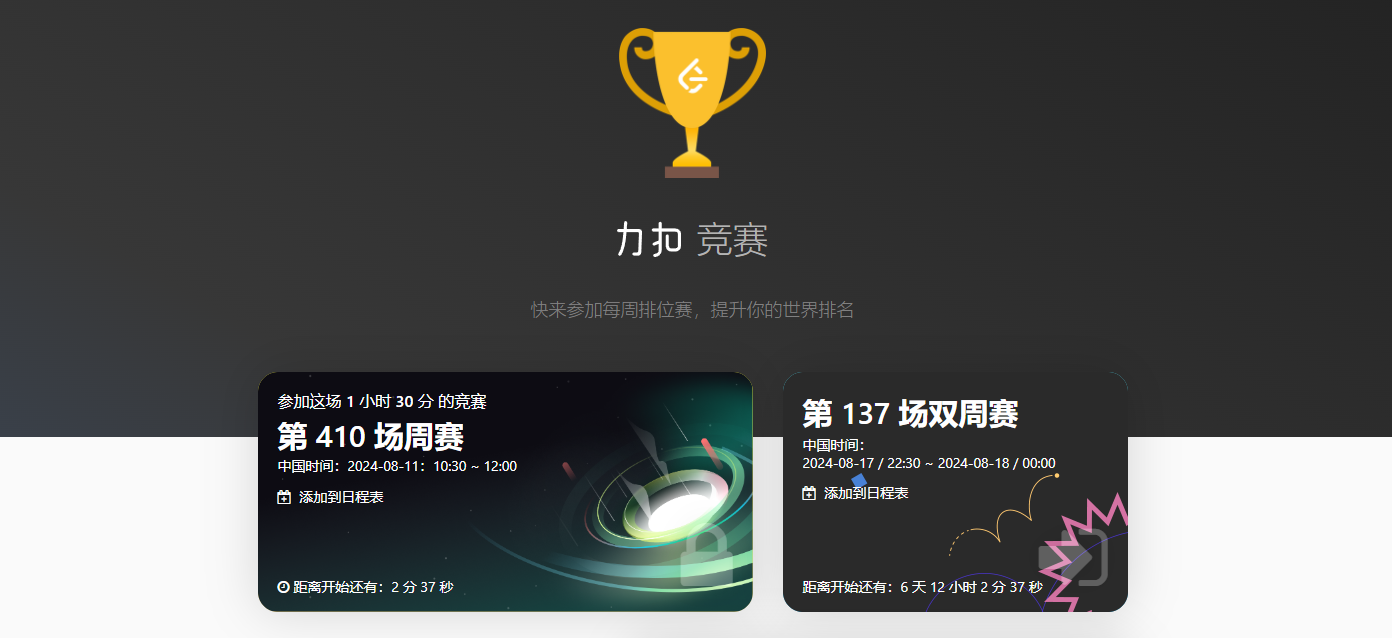 力扣 竞赛
快来参加每周排位赛，提升你的世界排名
参加这场 1 小时 30 分 的竞赛
第 410 场周赛
中国时间：2024-08-11：10:30 ~ 12:00
添加到日程表
距离开始还有：2 分 37 秒
第 137 场双周赛
中国时间：
2024-08-17 / 22:30 ~ 2024-08-18 / 00:00
添加到日程表
距离开始还有：6 天 12 小时 2 分 37 秒